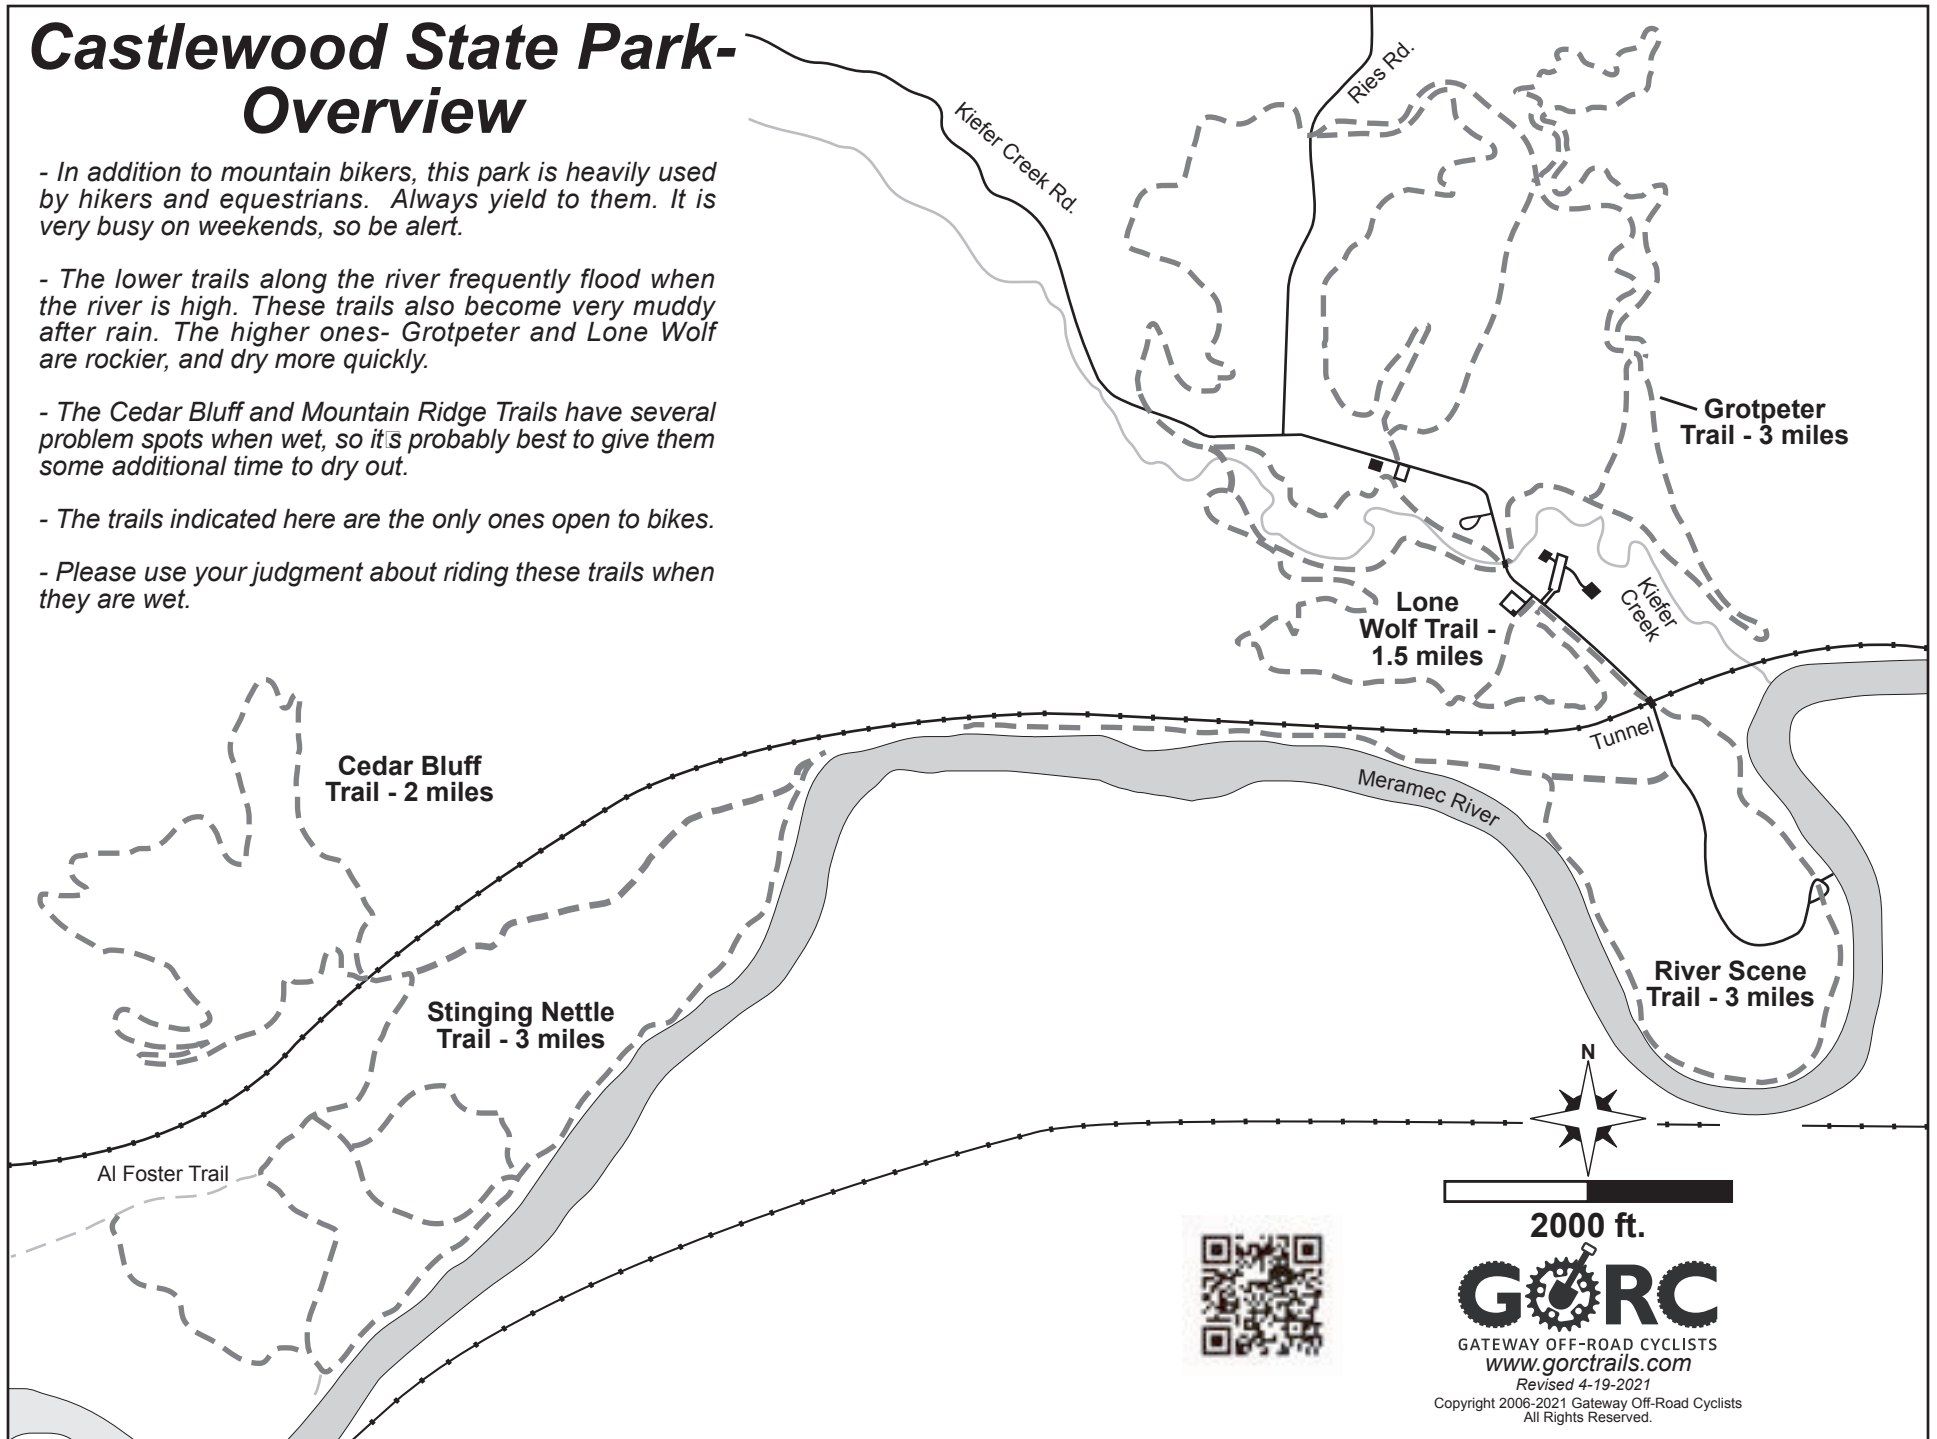 Castlewood State Park-
Overview
- In addition to mountain bikers, this park is heavily used
by hikers and equestrians.  Always yield to them. It is
very busy on weekends, so be alert.
- The lower trails along the river frequently flood when
the river is high. These trails also become very muddy
after rain. The higher ones- Grotpeter and Lone Wolf
are rockier, and dry more quickly.
- The Cedar Bluff and Mountain Ridge Trails have several
problem spots when wet, so it□s probably best to give them
some additional time to dry out.
- The trails indicated here are the only ones open to bikes.
- Please use your judgment about riding these trails when
they are wet.
Kiefer Creek Rd.
Ries Rd.
Grotpeter
Trail - 3 miles
Lone
Wolf Trail -
1.5 miles
Kiefer
Creek
Tunnel
Meramec River
Cedar Bluff
Trail - 2 miles
River Scene
Trail - 3 miles
Stinging Nettle
Trail - 3 miles
Al Foster Trail
N
2000 ft.
GORC
GATEWAY OFF-ROAD CYCLISTS
www.gorctrails.com
Revised 4-19-2021
Copyright 2006-2021 Gateway Off-Road Cyclists
All Rights Reserved.